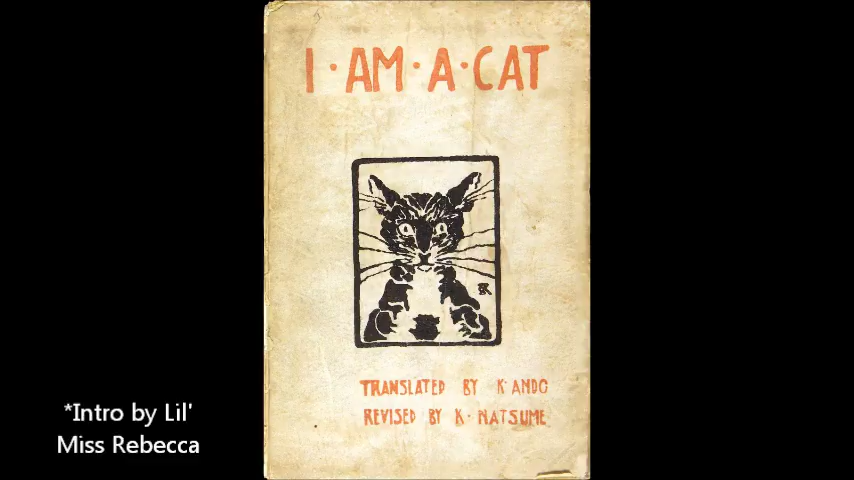 I·AM·A·CAT
TRANSLATED BY K·ANDO
REVISED BY K·NATSUME
*Intro by Lil'
Miss Rebecca